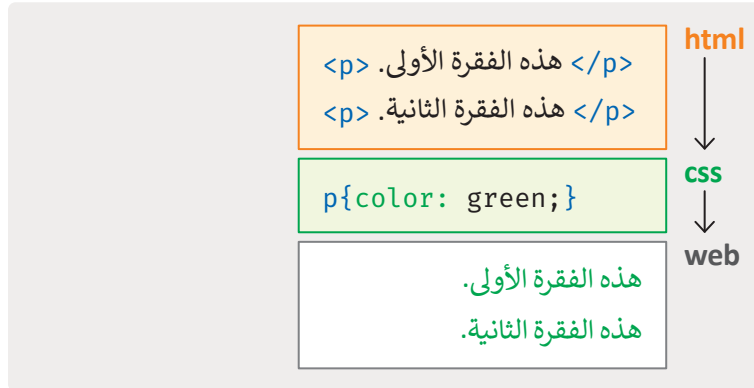 html
<p> هذه الفقرة الأولى. </p>
<p> هذه الفقرة الثانية. </p>
css
p{color: green;}
web
هذه الفقرة الأولى.
هذه الفقرة الثانية.